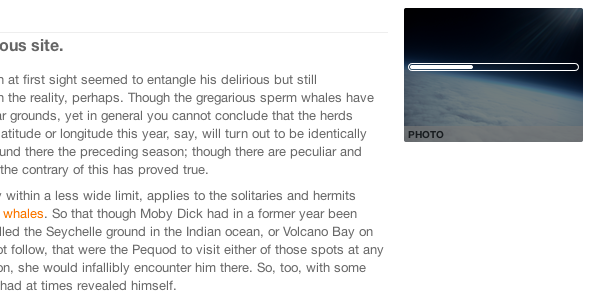 ous site.
n at first sight seemed to entangle his delirious but still
n the reality, perhaps. Though the gregarious sperm whales have
ar grounds, yet in general you cannot conclude that the herds
atitude or longitude this year, say, will turn out to be identically
und there the preceding season; though there are peculiar and
the contrary of this has proved true.
within a less wide limit, applies to the solitaries and hermits
whales. So that though Moby Dick had in a former year been
lled the Seychelle ground in the Indian ocean, or Volcano Bay on
ot follow, that were the Pequod to visit either of those spots at any
on, she would infallibly encounter him there. So, too, with some
had at times revealed himself.
PHOTO